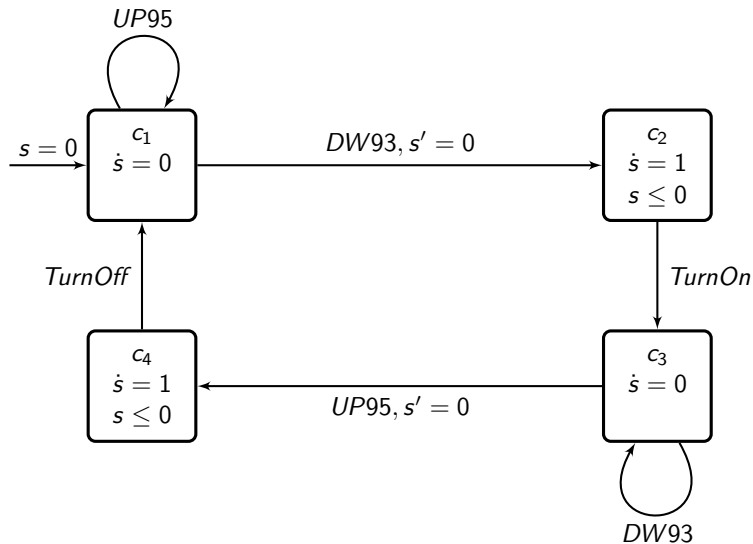 UP95
s = 0
c₁
ṡ = 0
DW93, s′ = 0
c₂
ṡ = 1
s ≤ 0
TurnOff
TurnOn
c₄
ṡ = 1
s ≤ 0
UP95, s′ = 0
c₃
ṡ = 0
DW93